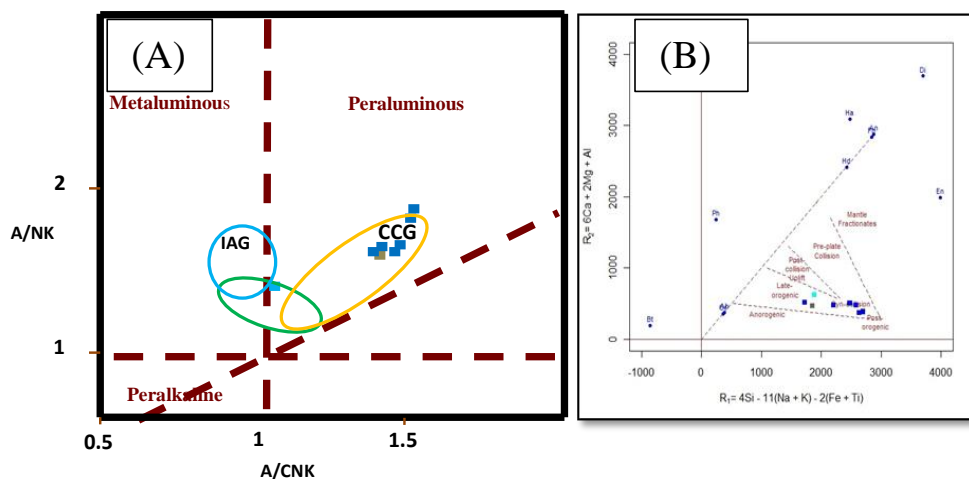 (A)
Metaluminous
Peraluminous
2
A/NK
IAG
CCG
1
Peralkaline
0.5
1
1.5
A/CNK
(B)
R2= 6Ca + 2Mg + Al
4000
3000
2000
1000
0
Di
Ha
An
Hd
En
Ph
Mantle
Fractionates
Pre-plate
Collision
Post-
collision
Uplift
Late-
orogenic
Anorogenic
Post-
orogenic
Bt
-1000
0
1000
2000
3000
4000
R1= 4Si - 11(Na + K) - 2(Fe + Ti)